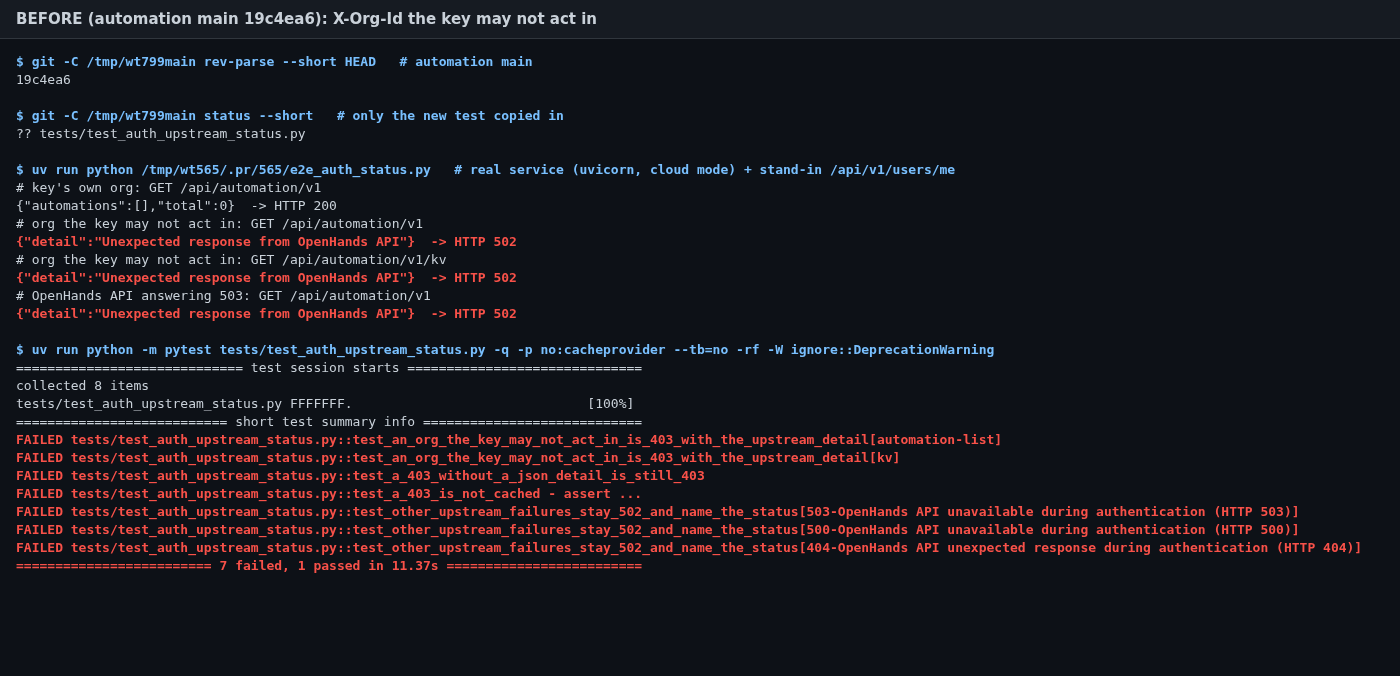 BEFORE (automation main 19c4ea6): X-Org-Id the key may not act in
$ git -C /tmp/wt799main rev-parse --short HEAD   # automation main
19c4ea6
$ git -C /tmp/wt799main status --short   # only the new test copied in
?? tests/test_auth_upstream_status.py
$ uv run python /tmp/wt565/.pr/565/e2e_auth_status.py   # real service (uvicorn, cloud mode) + stand-in /api/v1/users/me
# key's own org: GET /api/automation/v1
{"automations":[],"total":0}  -> HTTP 200
# org the key may not act in: GET /api/automation/v1
{"detail":"Unexpected response from OpenHands API"}  -> HTTP 502
# org the key may not act in: GET /api/automation/v1/kv
{"detail":"Unexpected response from OpenHands API"}  -> HTTP 502
# OpenHands API answering 503: GET /api/automation/v1
{"detail":"Unexpected response from OpenHands API"}  -> HTTP 502
$ uv run python -m pytest tests/test_auth_upstream_status.py -q -p no:cacheprovider --tb=no -rf -W ignore::DeprecationWarning
============================= test session starts ==============================
collected 8 items
tests/test_auth_upstream_status.py FFFFFFF.                              [100%]
=========================== short test summary info ============================
FAILED tests/test_auth_upstream_status.py::test_an_org_the_key_may_not_act_in_is_403_with_the_upstream_detail[automation-list]
FAILED tests/test_auth_upstream_status.py::test_an_org_the_key_may_not_act_in_is_403_with_the_upstream_detail[kv]
FAILED tests/test_auth_upstream_status.py::test_a_403_without_a_json_detail_is_still_403
FAILED tests/test_auth_upstream_status.py::test_a_403_is_not_cached - assert ...
FAILED tests/test_auth_upstream_status.py::test_other_upstream_failures_stay_502_and_name_the_status[503-OpenHands API unavailable during authentication (HTTP 503)]
FAILED tests/test_auth_upstream_status.py::test_other_upstream_failures_stay_502_and_name_the_status[500-OpenHands API unavailable during authentication (HTTP 500)]
FAILED tests/test_auth_upstream_status.py::test_other_upstream_failures_stay_502_and_name_the_status[404-OpenHands API unexpected response during authentication (HTTP 404)]
========================= 7 failed, 1 passed in 11.37s =========================